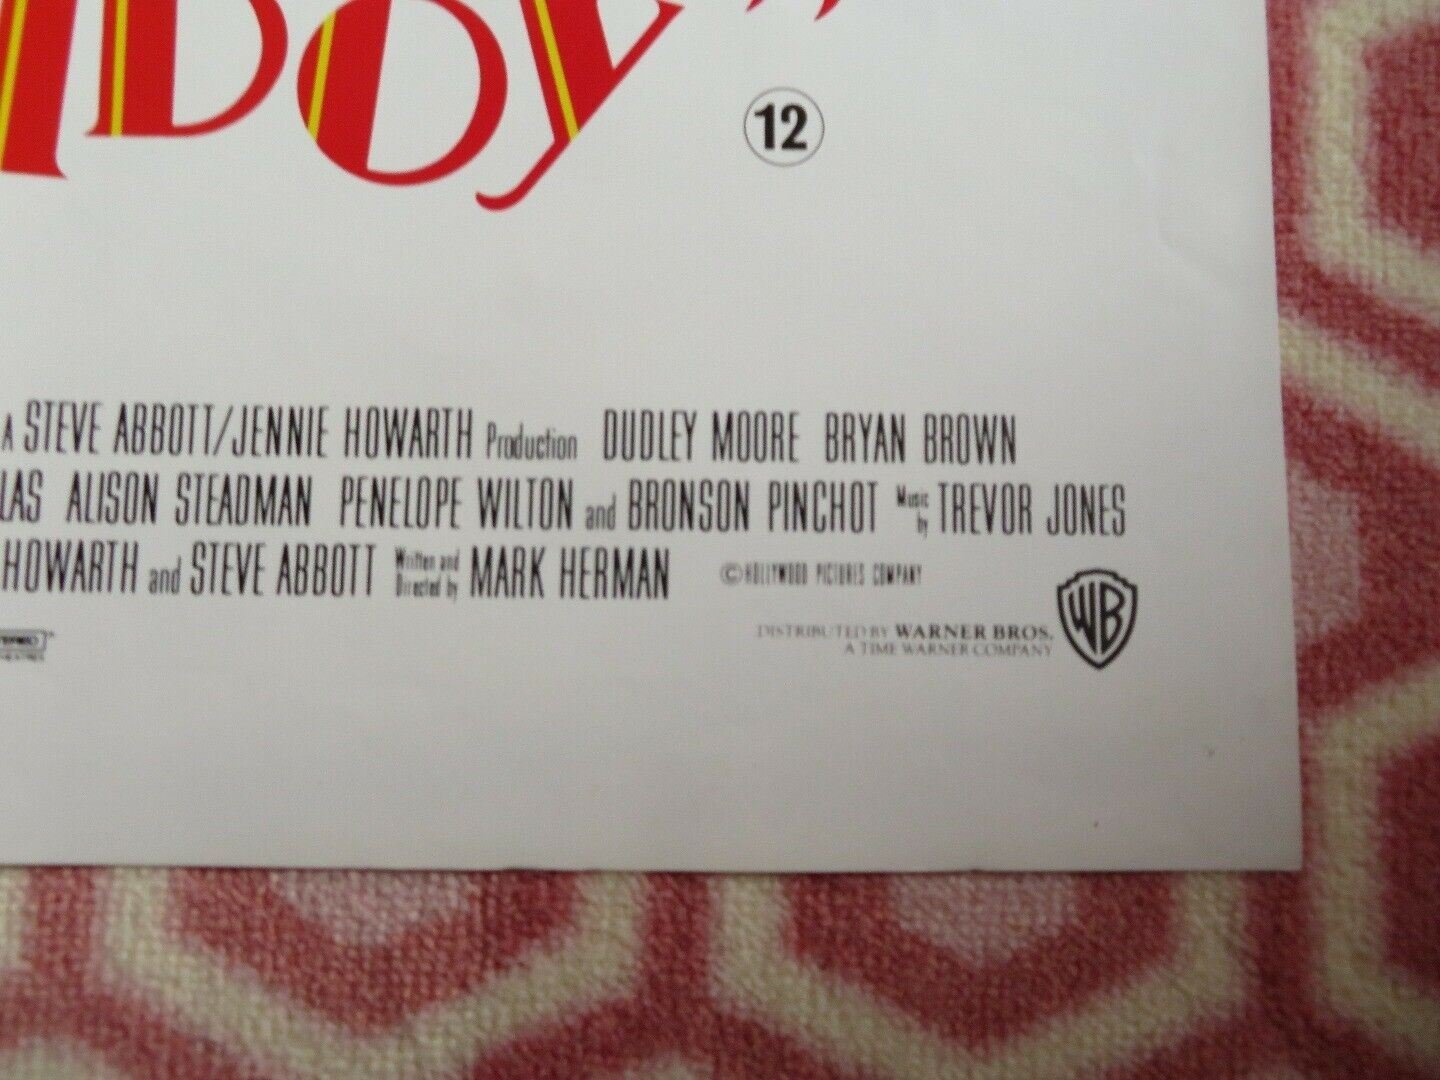 DOY"
12
A STEVE ABBOTT/JENNIE HOWARTH Production DUDLEY MOORE BRYAN BROWN
LAS ALISON STEADMAN PENELOPE WILTON and BRONSON PINCHOT Music by TREVOR JONES
HOWARTH and STEVE ABBOTT Written and Directed by MARK HERMAN ©HOLLYWOOD PICTURES COMPANY
DISTRIBUTED BY WARNER BROS.
A TIME WARNER COMPANY
WB